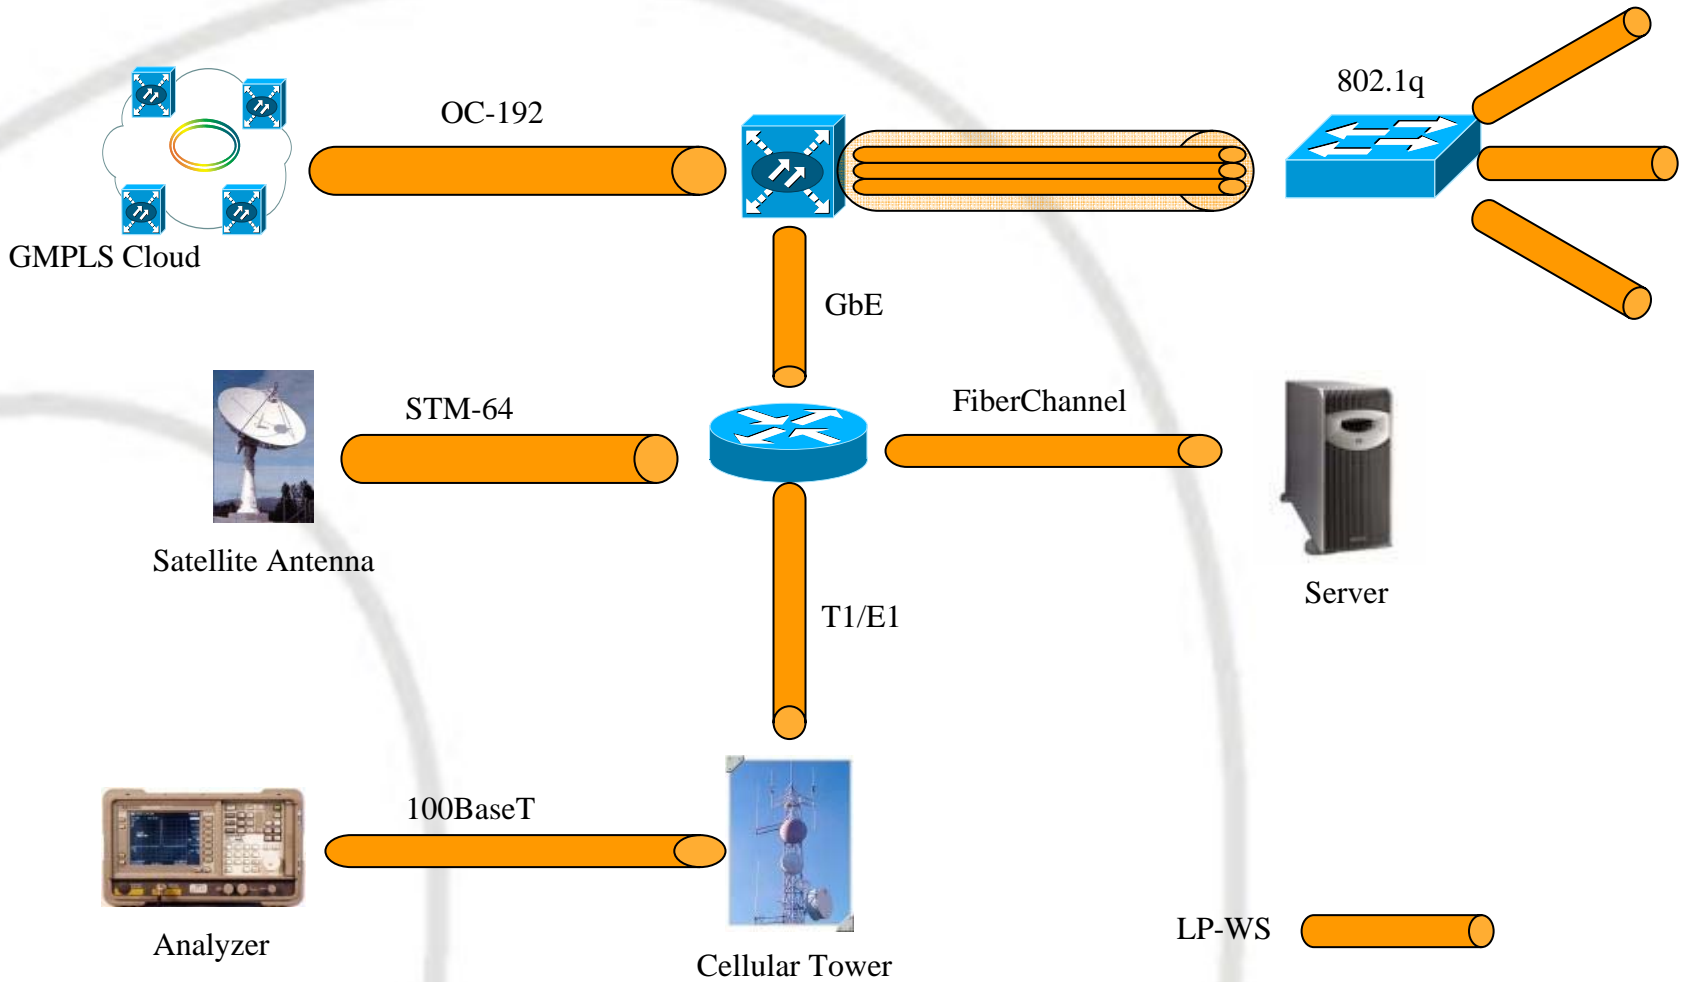 802.1q
OC-192
GMPLS Cloud
GbE
STM-64
FiberChannel
Satellite Antenna
Server
T1/E1
100BaseT
Analyzer
LP-WS
Cellular Tower